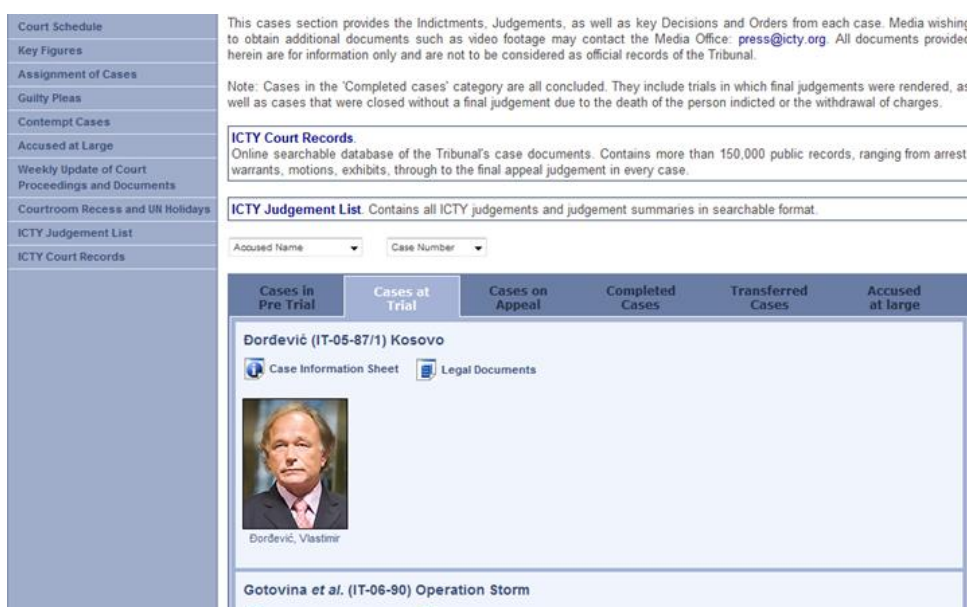 Court Schedule
Key Figures
Assignment of Cases
Guilty Pleas
Contempt Cases
Accused at Large
Weekly Update of Court
Proceedings and Documents
Courtroom Recess and UN Holidays
ICTY Judgement List
ICTY Court Records
This cases section provides the Indictments, Judgements, as well as key Decisions and Orders from each case. Media wishing
to obtain additional documents such as video footage may contact the Media Office: press@icty.org. All documents provided
herein are for information only and are not to be considered as official records of the Tribunal.
Note: Cases in the 'Completed cases' category are all concluded. They include trials in which final judgements were rendered, as
well as cases that were closed without a final judgement due to the death of the person indicted or the withdrawal of charges.
ICTY Court Records.
Online searchable database of the Tribunal's case documents. Contains more than 150,000 public records, ranging from arrest
warrants, motions, exhibits, through to the final appeal judgement in every case.
ICTY Judgement List. Contains all ICTY judgements and judgement summaries in searchable format.
Accused Name Case Number
Cases in
Pre Trial
Cases at
Trial
Cases on
Appeal
Completed
Cases
Transferred
Cases
Accused
at large
Đorđević (IT-05-87/1) Kosovo
Case Information Sheet Legal Documents
Đorđević, Vlastimir
Gotovina et al. (IT-06-90) Operation Storm